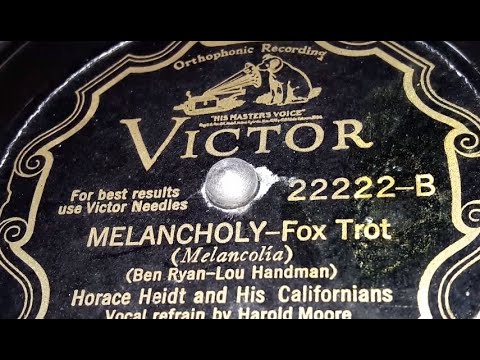 Orthophonic Recording
"HIS MASTER'S VOICE"
VICTOR
For best results
use Victor Needles
22222-B
MELANCHOLY-Fox Trot
(Melancolía)
(Ben Ryan-Lou Handman)
Horace Heidt and His Californians
Vocal refrain by Harold Moore